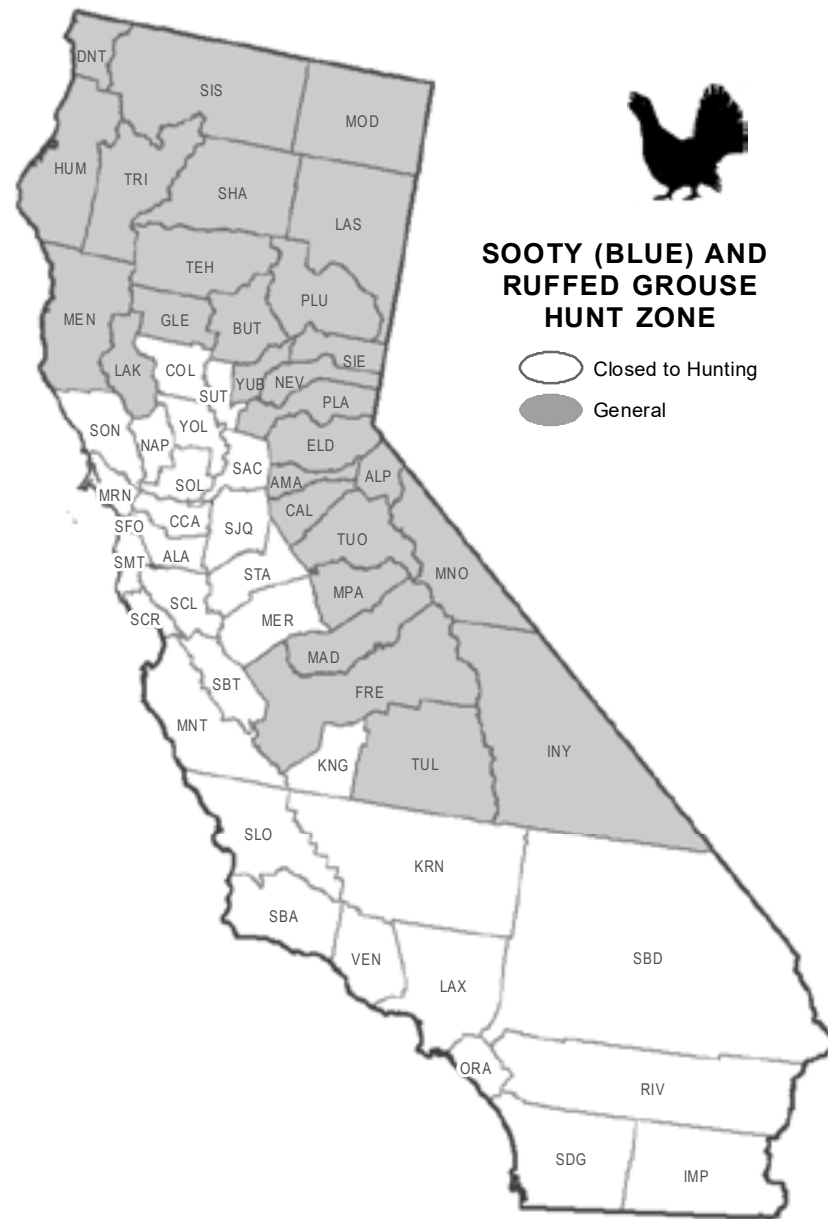 DNT
SIS
MOD
HUM
TRI
SHA
LAS
SOOTY (BLUE) AND
RUFFED GROUSE
HUNT ZONE
Closed to Hunting
General
TEH
PLU
MEN
GLE
BUT
LAK
COL
SUT
YUB
NEV
SIE
PLA
SON
NAP
YOL
ELD
SAC
SOL
AMA
ALP
MRN
CAL
SFO
CCA
SJQ
TUO
SMT
ALA
STA
MNO
SCL
MPA
SCR
MER
MAD
SBT
FRE
MNT
KNG
TUL
INY
SLO
KRN
SBA
VEN
LAX
SBD
ORA
RIV
SDG
IMP